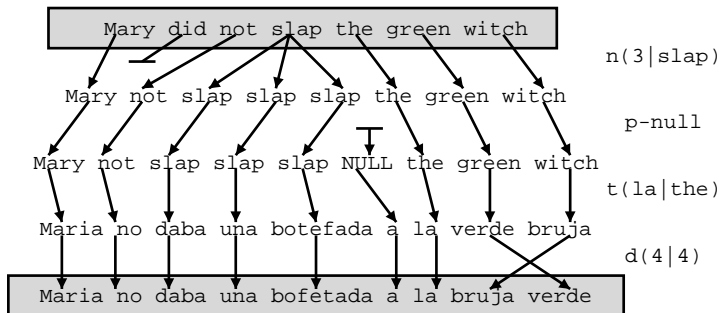 Mary did not slap the green witch
n(3|slap)
Mary not slap slap slap the green witch
p-null
Mary not slap slap slap NULL the green witch
t(la|the)
Maria no daba una botefada a la verde bruja
d(4|4)
Maria no daba una bofetada a la bruja verde